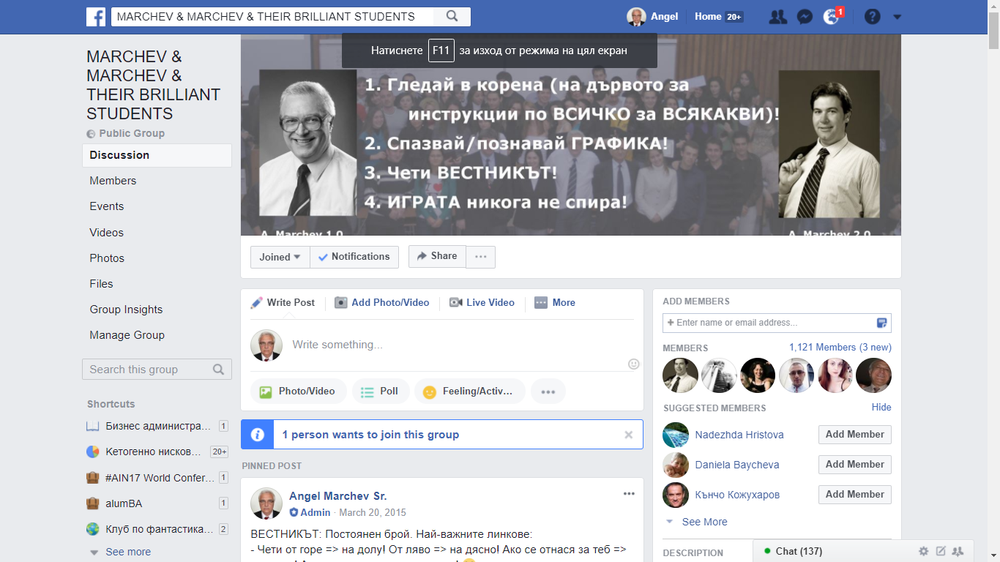 MARCHEV & MARCHEV & THEIR BRILLIANT STUDENTS
Angel
Home 20+
1
Натиснете F11 за изход от режима на цял екран
MARCHEV &
MARCHEV &
THEIR BRILLIANT
STUDENTS
Public Group
Discussion
Members
Events
Videos
Photos
Files
Group Insights
Manage Group
Search this group
Shortcuts
Бизнес администра... 1
Кетогенно нисков... 20+
#AIN17 World Confer... 1
alumBA 1
Клуб по фантастика... 2
See more
1. Гледай в корена (на дървото за
инструкции по ВСИЧКО за ВСЯКАКВИ)!
2. Спазвай/познавай ГРАФИКА!
3. Чети ВЕСТНИКЪТ!
4. ИГРАТА никога не спира!
A. Marchev 1.0
A. Marchev 2.0
Joined
Notifications
Share
Write Post
Add Photo/Video
Live Video
More
Write something...
Photo/Video
Poll
Feeling/Activ...
1 person wants to join this group
PINNED POST
Angel Marchev Sr.
Admin · March 20, 2015
ВЕСТНИКЪТ: Постоянен брой. Най-важните линкове:
- Чети от горе => на долу! От ляво => на дясно! Ако се отнася за теб =>
ADD MEMBERS
+ Enter name or email address...
MEMBERS
1,121 Members (3 new)
SUGGESTED MEMBERS
Hide
Nadezhda Hristova
Add Member
Daniela Baycheva
Add Member
Кънчо Кожухаров
Add Member
See More
DESCRIPTION
Chat (137)